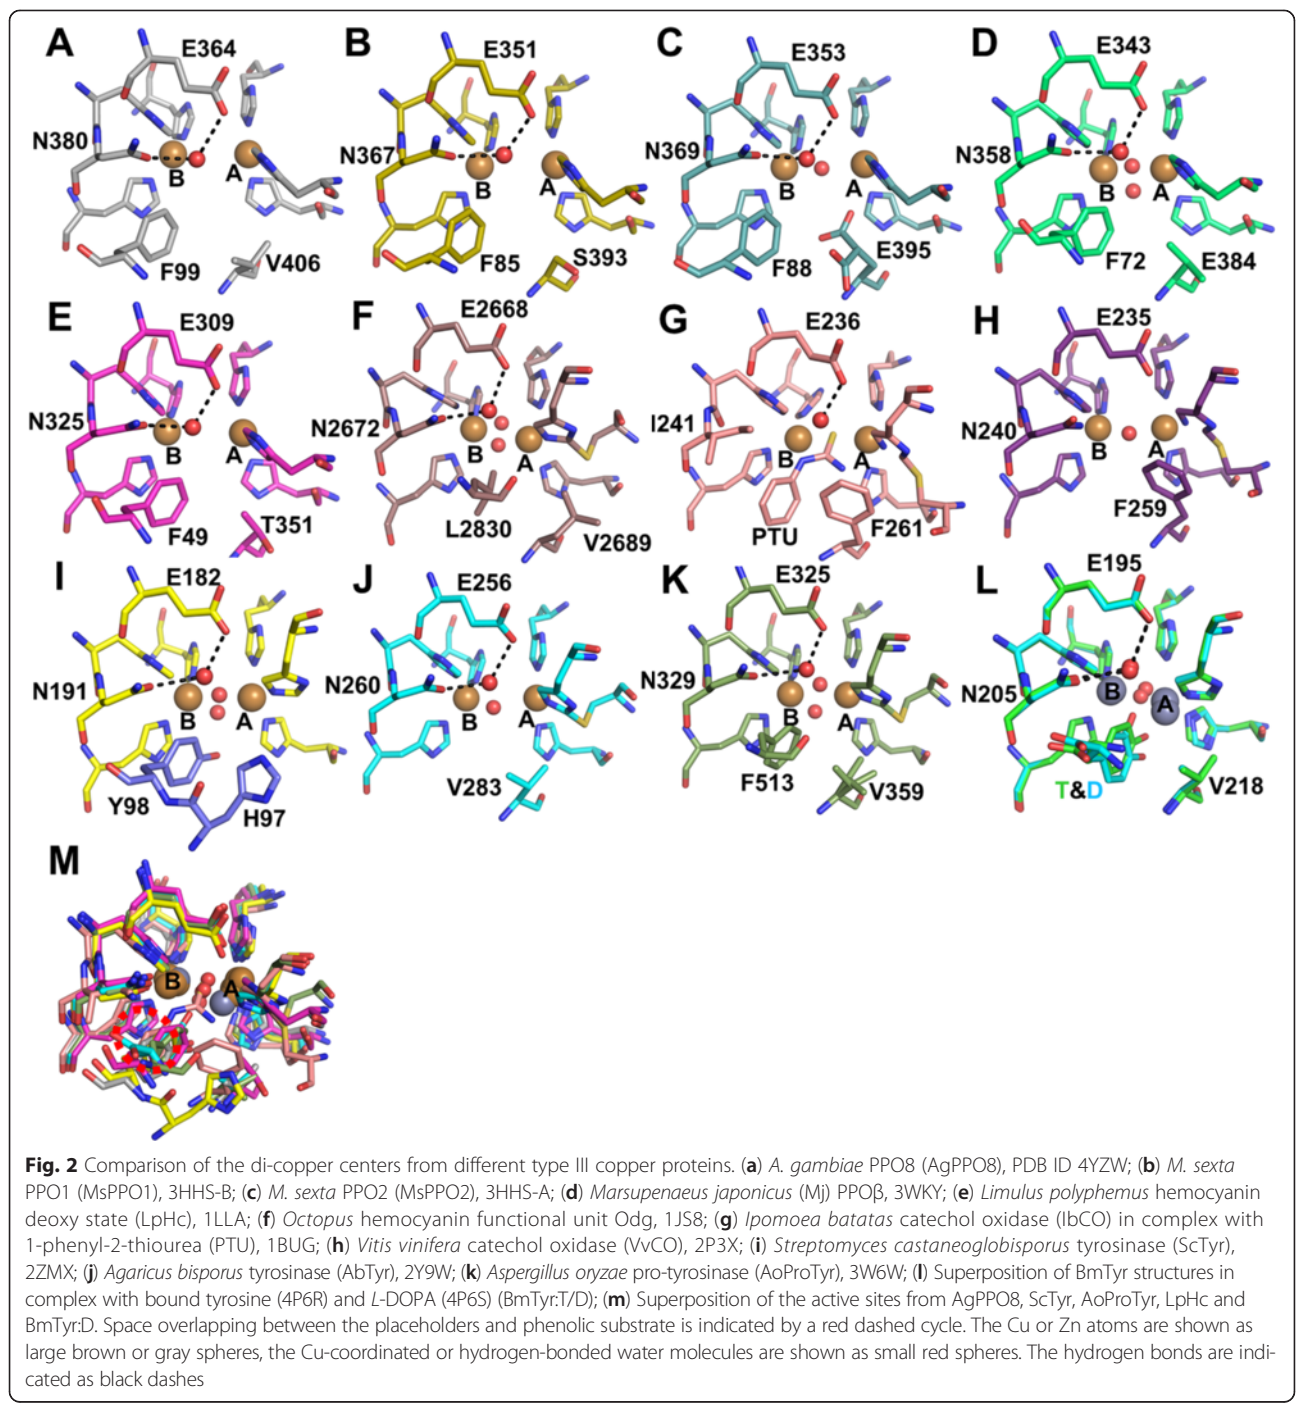 A
E364
N380
B
A
F99
V406
B
E351
N367
B
A
F85
S393
C
E353
N369
B
A
F88
E395
D
E343
N358
B
A
F72
E384
E
E309
N325
B
A
F49
T351
F
E2668
N2672
B
A
L2830
V2689
G
E236
I241
B
A
PTU
F261
H
E235
N240
B
A
F259
I
E182
N191
B
A
Y98
H97
J
E256
N260
B
A
V283
K
E325
N329
B
A
F513
V359
L
E195
N205
B
A
T&D
V218
M
B
A
Fig. 2 Comparison of the di-copper centers from different type III copper proteins. (a) A. gambiae PPO8 (AgPPO8), PDB ID 4YZW; (b) M. sexta
PPO1 (MsPPO1), 3HHS-B; (c) M. sexta PPO2 (MsPPO2), 3HHS-A; (d) Marsupenaeus japonicus (Mj) PPOβ, 3WKY; (e) Limulus polyphemus hemocyanin
deoxy state (LpHc), 1LLA; (f) Octopus hemocyanin functional unit Odg, 1JS8; (g) Ipomoea batatas catechol oxidase (IbCO) in complex with
1-phenyl-2-thiourea (PTU), 1BUG; (h) Vitis vinifera catechol oxidase (VvCO), 2P3X; (i) Streptomyces castaneoglobisporus tyrosinase (ScTyr),
2ZMX; (j) Agaricus bisporus tyrosinase (AbTyr), 2Y9W; (k) Aspergillus oryzae pro-tyrosinase (AoProTyr), 3W6W; (l) Superposition of BmTyr structures in
complex with bound tyrosine (4P6R) and L-DOPA (4P6S) (BmTyr:T/D); (m) Superposition of the active sites from AgPPO8, ScTyr, AoProTyr, LpHc and
BmTyr:D. Space overlapping between the placeholders and phenolic substrate is indicated by a red dashed cycle. The Cu or Zn atoms are shown as
large brown or gray spheres, the Cu-coordinated or hydrogen-bonded water molecules are shown as small red spheres. The hydrogen bonds are indi-
cated as black dashes